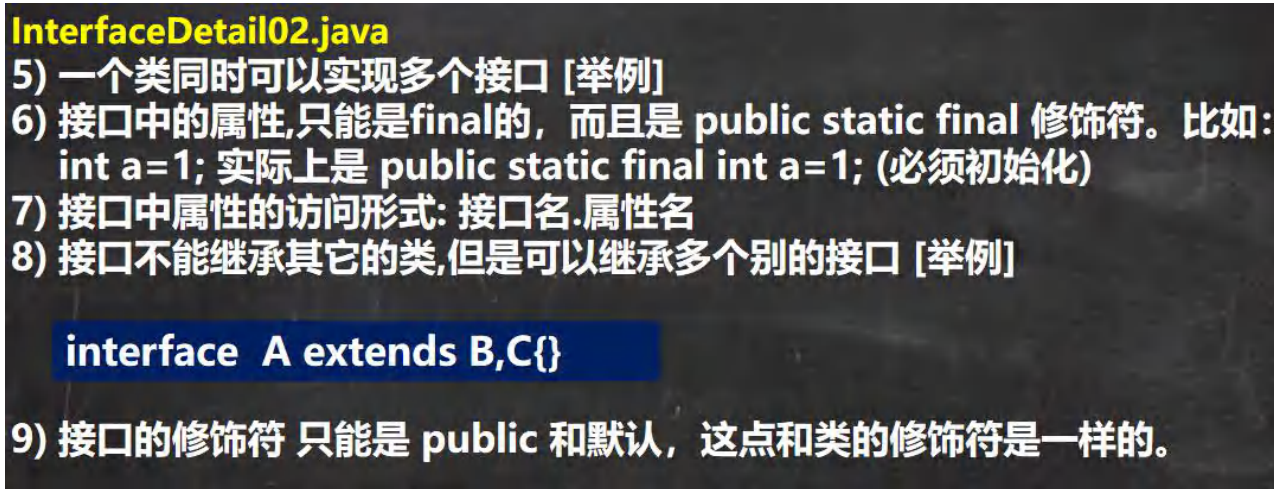 InterfaceDetail02.java
5) 一个类同时可以实现多个接口 [举例]
6) 接口中的属性,只能是final的，而且是 public static final 修饰符。比如：
int a=1; 实际上是 public static final int a=1; (必须初始化)
7) 接口中属性的访问形式: 接口名.属性名
8) 接口不能继承其它的类,但是可以继承多个别的接口 [举例]
interface A extends B,C{}
9) 接口的修饰符 只能是 public 和默认，这点和类的修饰符是一样的。